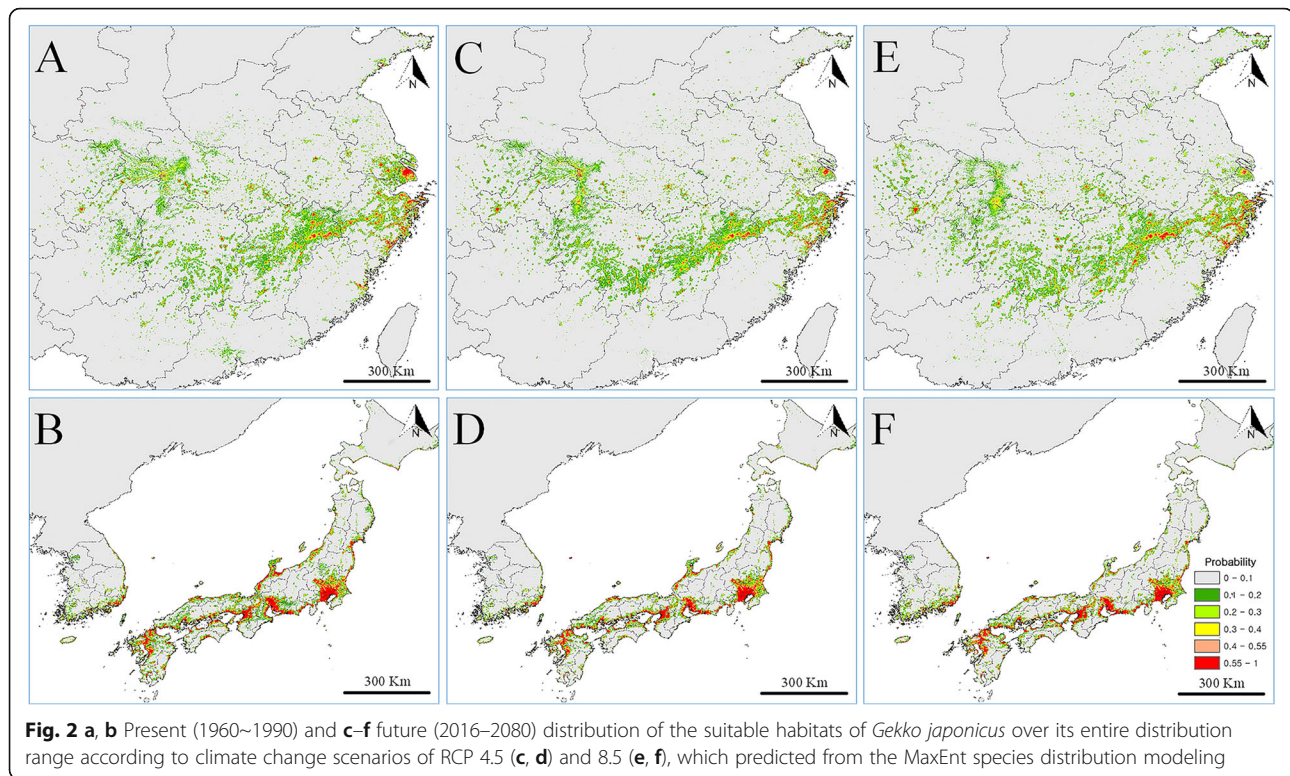 A
N
300 Km
C
N
300 Km
E
N
300 Km
B
N
300 Km
D
N
300 Km
F
N
Probability
0 – 0.1
0.1 – 0.2
0.2 – 0.3
0.3 – 0.4
0.4 – 0.55
0.55 – 1
300 Km
Fig. 2 a, b Present (1960~1990) and c–f future (2016–2080) distribution of the suitable habitats of Gekko japonicus over its entire distribution
range according to climate change scenarios of RCP 4.5 (c, d) and 8.5 (e, f), which predicted from the MaxEnt species distribution modeling